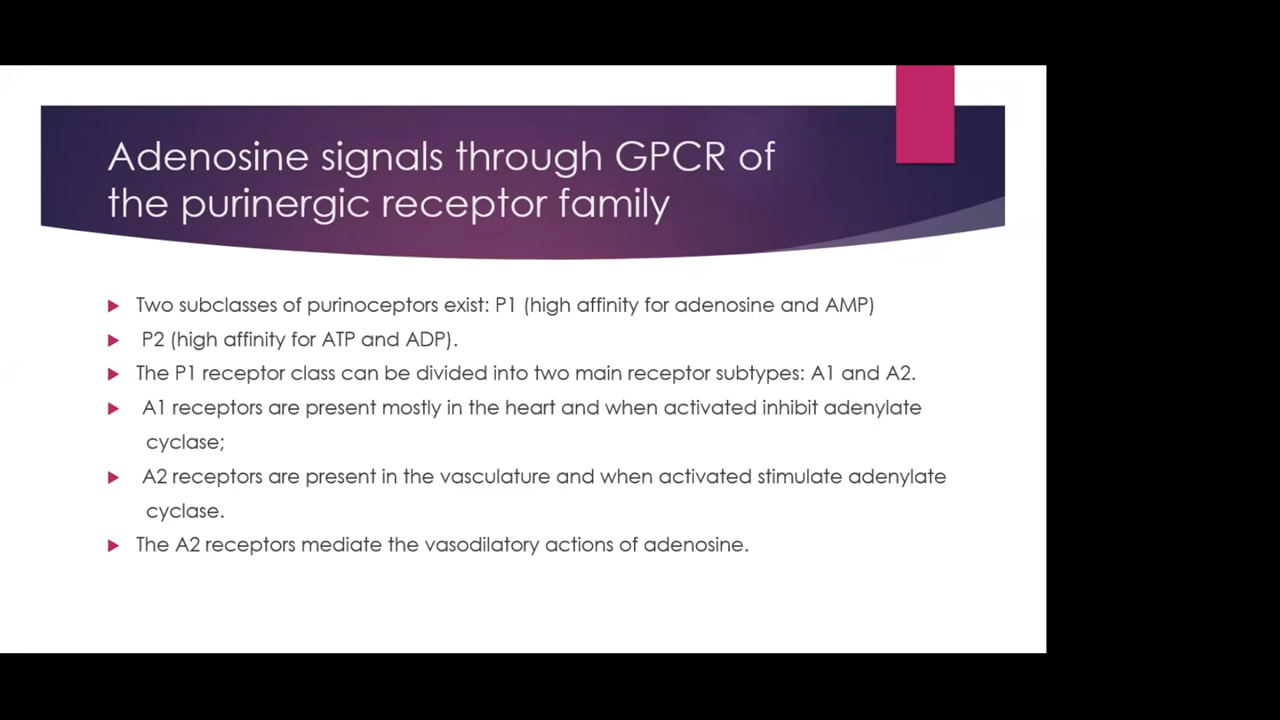 Adenosine signals through GPCR of
the purinergic receptor family
Two subclasses of purinoceptors exist: P1 (high affinity for adenosine and AMP)
P2 (high affinity for ATP and ADP).
The P1 receptor class can be divided into two main receptor subtypes: A1 and A2.
A1 receptors are present mostly in the heart and when activated inhibit adenylate
cyclase;
A2 receptors are present in the vasculature and when activated stimulate adenylate
cyclase.
The A2 receptors mediate the vasodilatory actions of adenosine.